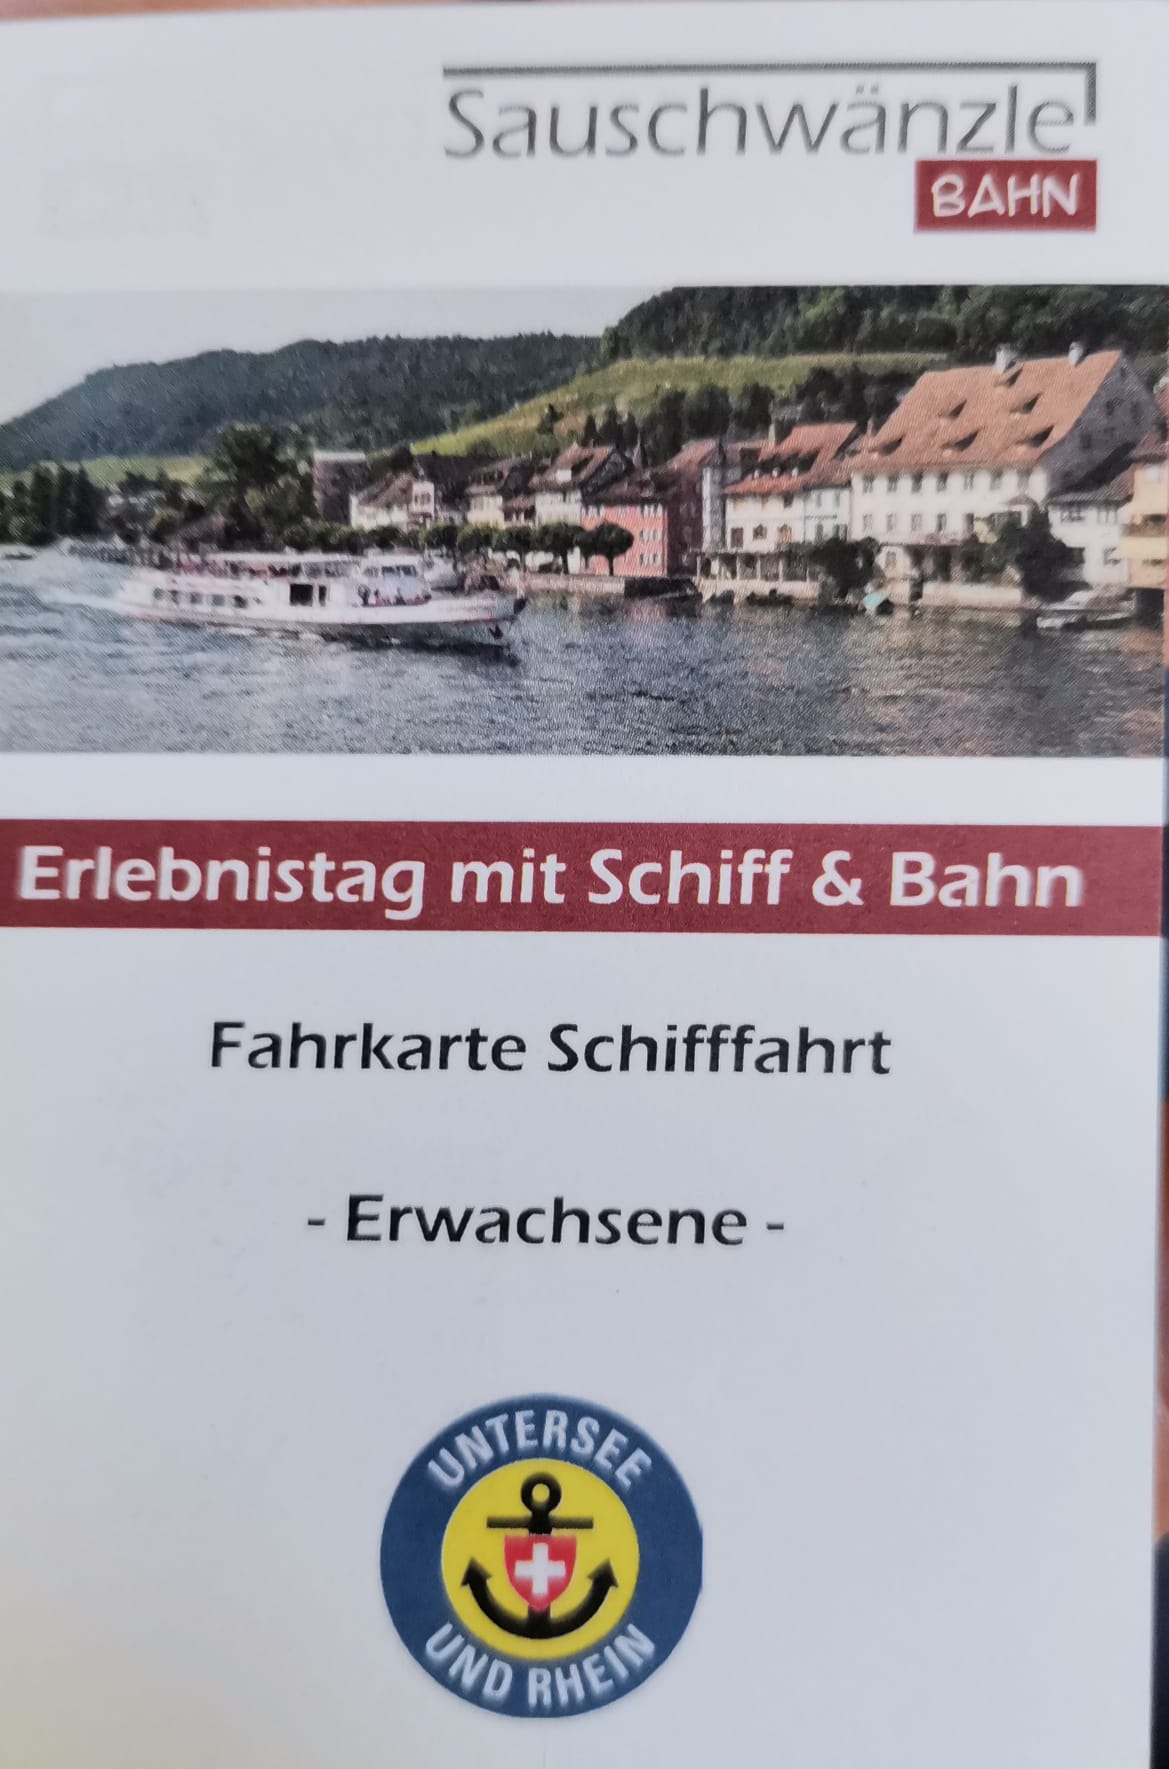 Sauschwänzle
BAHN
Erlebnistag mit Schiff & Bahn
Fahrkarte Schifffahrt
- Erwachsene -
UNTERSEE
UND RHEIN